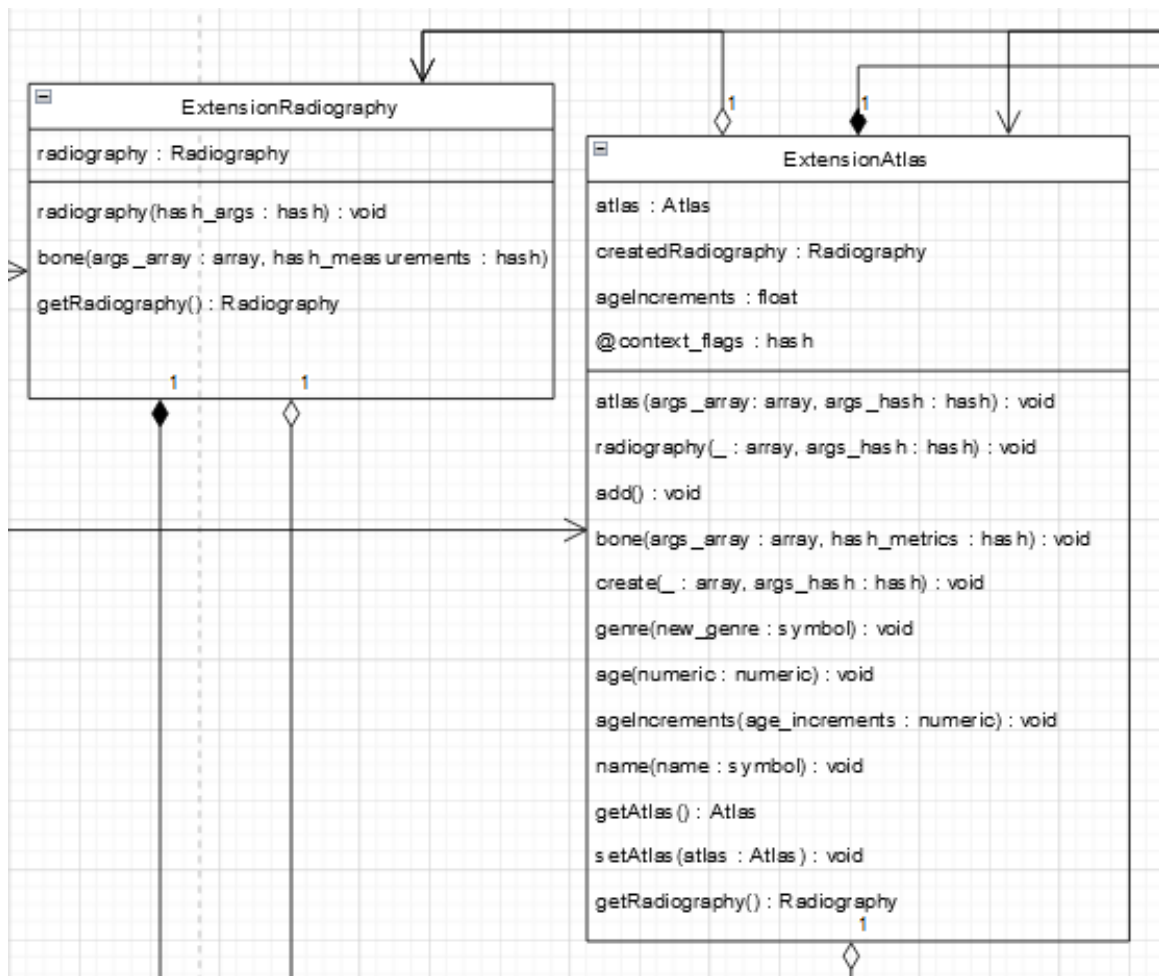 ExtensionRadiography
radiography : Radiography
radiography(hash_args : hash) : void
bone(args_array : array, hash_measurements : hash)
getRadiography() : Radiography
1
1
1
1
ExtensionAtlas
atlas : Atlas
createdRadiography : Radiography
ageIncrements : float
@context_flags : hash
atlas(args_array: array, args_hash : hash) : void
radiography(_ : array, args_hash : hash) : void
add() : void
bone(args_array : array, hash_metrics : hash) : void
create(_ : array, args_hash : hash) : void
genre(new_genre : symbol) : void
age(numeric : numeric) : void
ageIncrements(age_increments : numeric) : void
name(name : symbol) : void
getAtlas() : Atlas
setAtlas(atlas : Atlas) : void
getRadiography() : Radiography
1